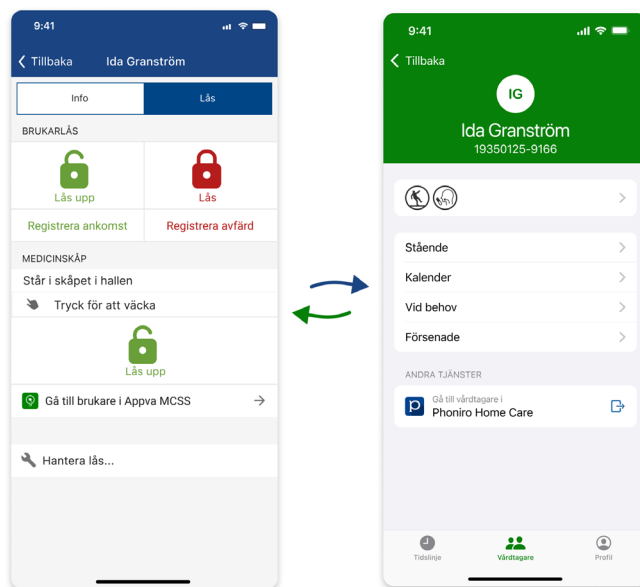 9:41
Tillbaka Ida Granström
Info Lås
BRUKARLÅS
Lås upp Lås
Registrera ankomst Registrera avfärd
MEDICINSKÅP
Står i skåpet i hallen
Tryck för att väcka
Lås upp
Gå till brukare i Appva MCSS
Hantera lås...
9:41
Tillbaka
IG
Ida Granström
19350125-9166
Stående
Kalender
Vid behov
Försenade
ANDRA TJÄNSTER
Gå till vårdtagare i
Phoniro Home Care
Tidslinje Vårdtagare Profil